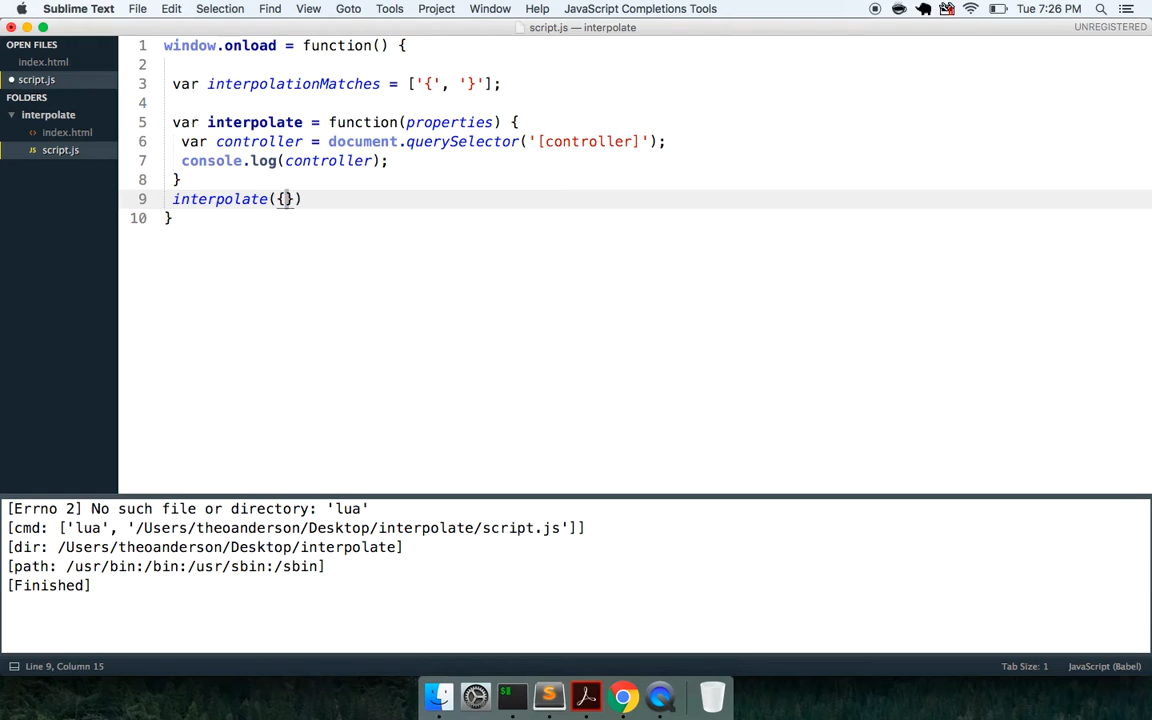 Sublime Text File Edit Selection Find View Goto Tools Project Window Help JavaScript Completions Tools Tue 7:26 PM
script.js — interpolate UNREGISTERED
OPEN FILES
index.html
script.js
FOLDERS
interpolate
index.html
JS script.js
1 window.onload = function() {
2
3 var interpolationMatches = ['{', '}'];
4
5 var interpolate = function(properties) {
6 var controller = document.querySelector('[controller]');
7 console.log(controller);
8 }
9 interpolate({})
10 }
[Errno 2] No such file or directory: 'lua'
[cmd: ['lua', '/Users/theoanderson/Desktop/interpolate/script.js']]
[dir: /Users/theoanderson/Desktop/interpolate]
[path: /usr/bin:/bin:/usr/sbin:/sbin]
[Finished]
Line 9, Column 15 Tab Size: 1 JavaScript (Babel)